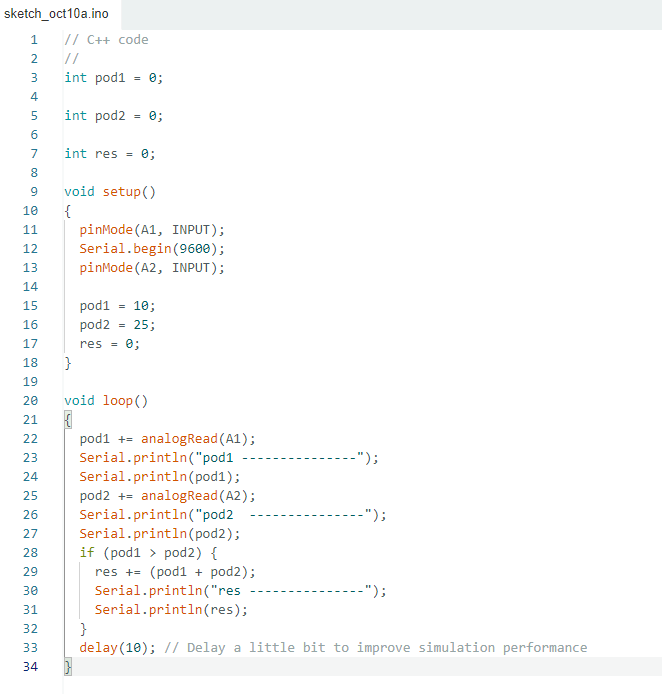 sketch_oct10a.ino
1 // C++ code
2 //
3 int pod1 = 0;
4
5 int pod2 = 0;
6
7 int res = 0;
8
9 void setup()
10 {
11   pinMode(A1, INPUT);
12   Serial.begin(9600);
13   pinMode(A2, INPUT);
14
15   pod1 = 10;
16   pod2 = 25;
17   res = 0;
18 }
19
20 void loop()
21 {
22   pod1 += analogRead(A1);
23   Serial.println("pod1 ---------------");
24   Serial.println(pod1);
25   pod2 += analogRead(A2);
26   Serial.println("pod2  ---------------");
27   Serial.println(pod2);
28   if (pod1 > pod2) {
29     res += (pod1 + pod2);
30     Serial.println("res ---------------");
31     Serial.println(res);
32   }
33   delay(10); // Delay a little bit to improve simulation performance
34 }